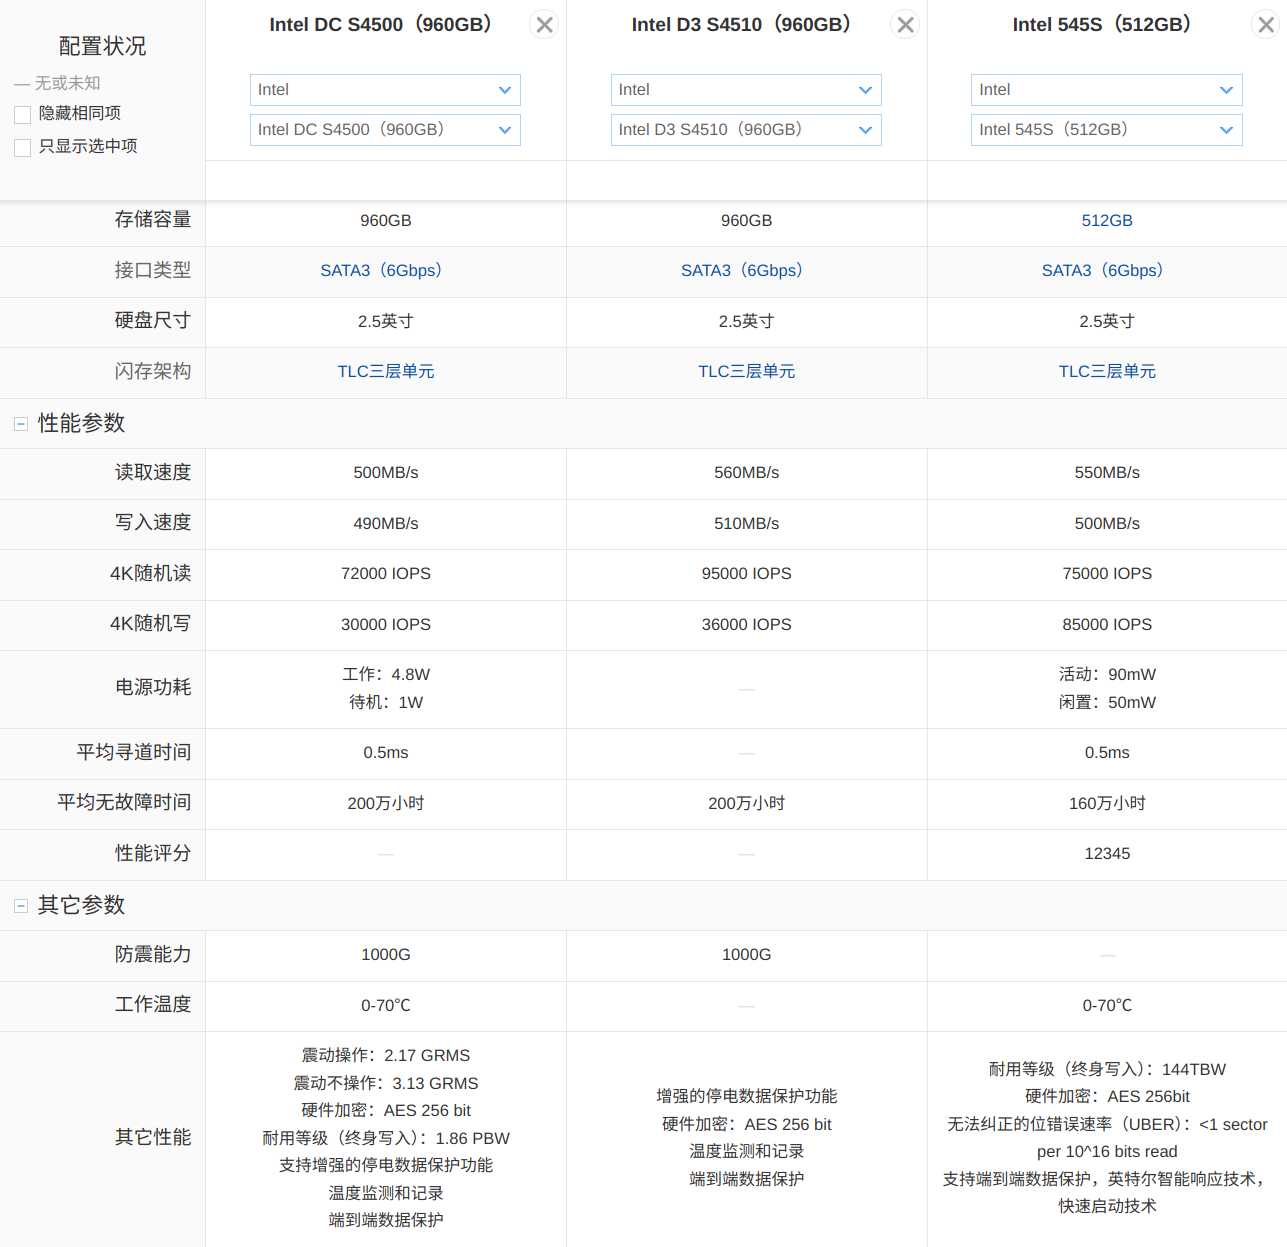 Intel DC S4500（960GB） Intel D3 S4510（960GB） Intel 545S（512GB）
配置状况
— 无或未知
隐藏相同项
只显示选中项
Intel Intel Intel
Intel DC S4500（960GB） Intel D3 S4510（960GB） Intel 545S（512GB）
存储容量 960GB 960GB 512GB
接口类型 SATA3（6Gbps） SATA3（6Gbps） SATA3（6Gbps）
硬盘尺寸 2.5英寸 2.5英寸 2.5英寸
闪存架构 TLC三层单元 TLC三层单元 TLC三层单元
性能参数
读取速度 500MB/s 560MB/s 550MB/s
写入速度 490MB/s 510MB/s 500MB/s
4K随机读 72000 IOPS 95000 IOPS 75000 IOPS
4K随机写 30000 IOPS 36000 IOPS 85000 IOPS
电源功耗 工作：4.8W
待机：1W
—
活动：90mW
闲置：50mW
平均寻道时间 0.5ms — 0.5ms
平均无故障时间 200万小时 200万小时 160万小时
性能评分 — — 12345
其它参数
防震能力 1000G 1000G —
工作温度 0-70℃ — 0-70℃
其它性能
震动操作：2.17 GRMS
震动不操作：3.13 GRMS
硬件加密：AES 256 bit
耐用等级（终身写入）：1.86 PBW
支持增强的停电数据保护功能
温度监测和记录
端到端数据保护
增强的停电数据保护功能
硬件加密：AES 256 bit
温度监测和记录
端到端数据保护
耐用等级（终身写入）：144TBW
硬件加密：AES 256bit
无法纠正的位错误速率（UBER）：<1 sector
per 10^16 bits read
支持端到端数据保护，英特尔智能响应技术，
快速启动技术